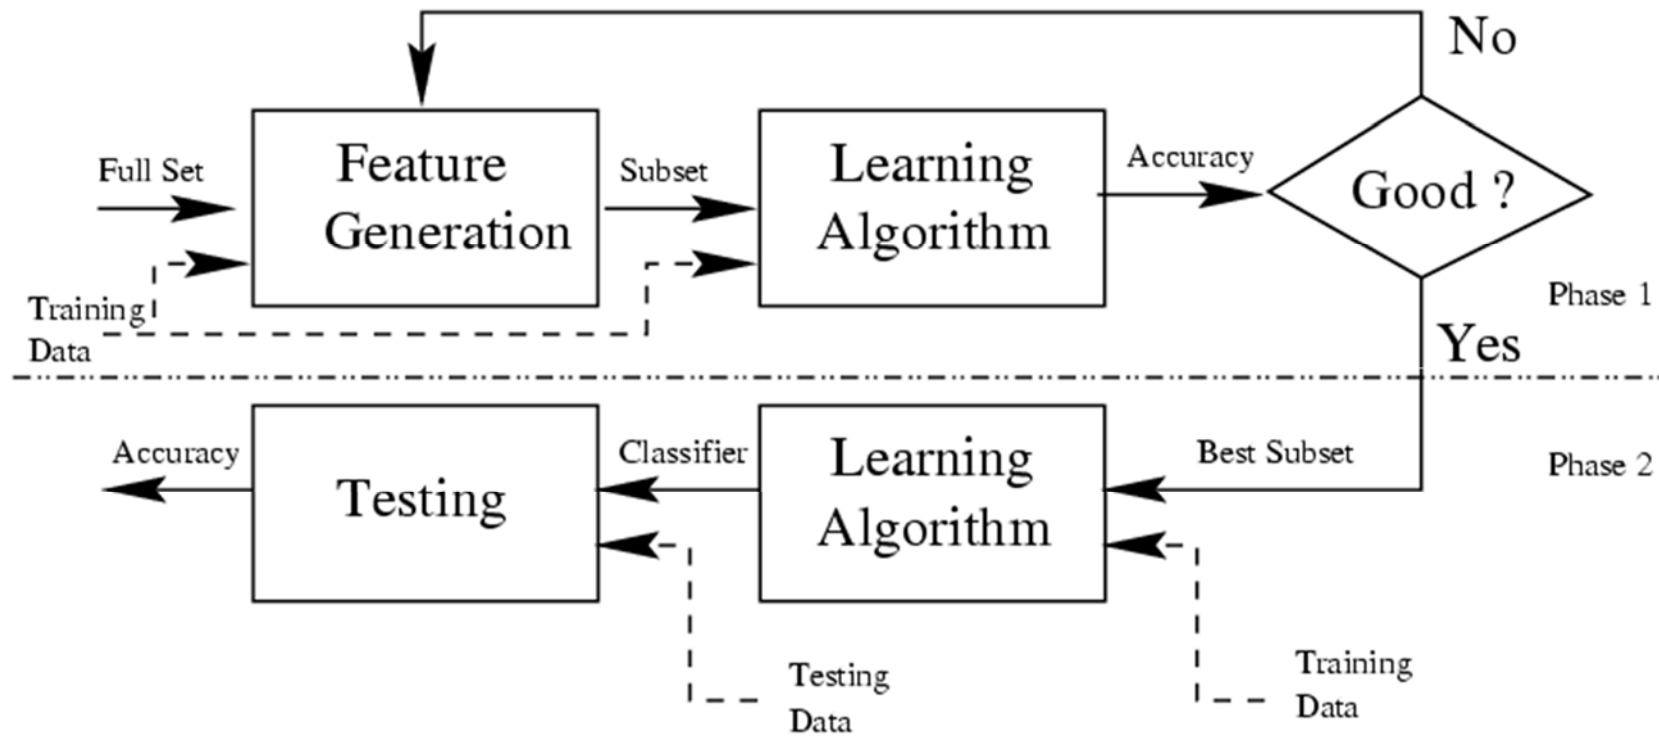 No
Full Set
Feature
Generation
Subset
Learning
Algorithm
Accuracy
Good ?
Training
Data
Phase 1
Yes
Accuracy
Testing
Classifier
Learning
Algorithm
Best Subset
Phase 2
Testing
Data
Training
Data